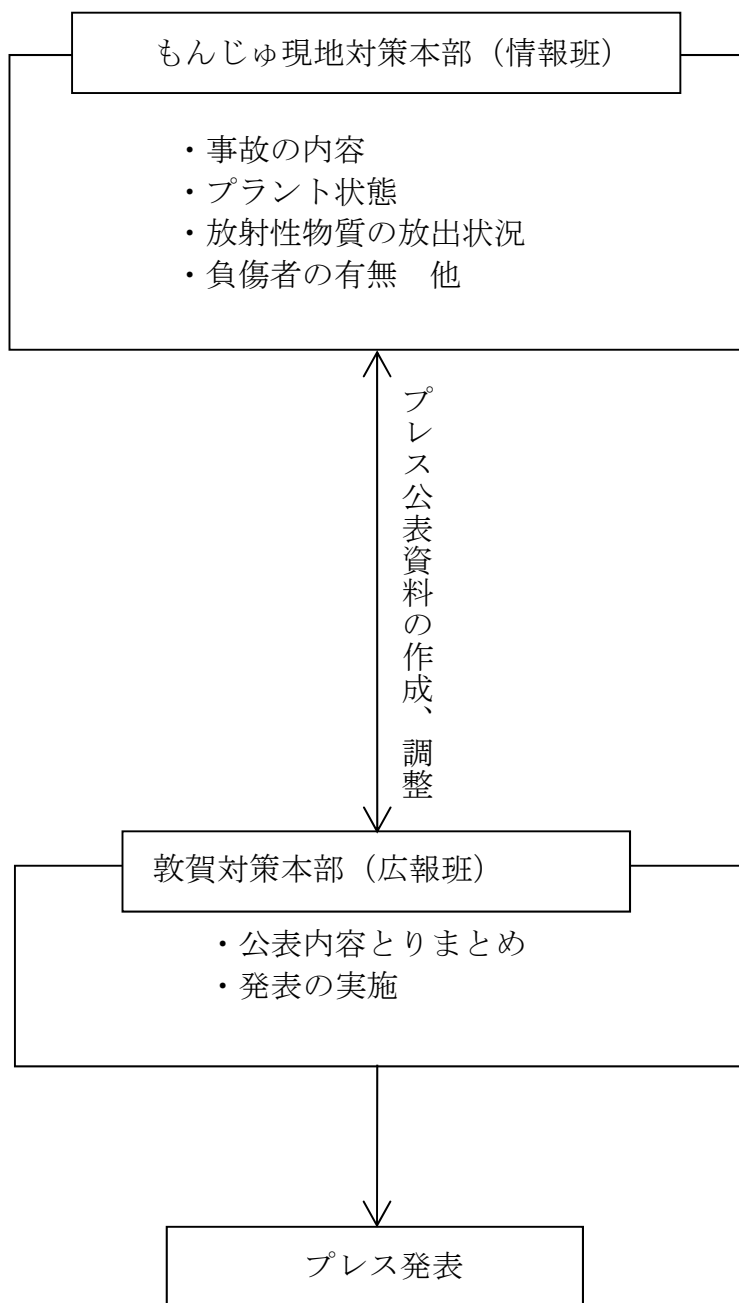 もんじゅ現地対策本部（情報班）
・事故の内容
・プラント状態
・放射性物質の放出状況
・負傷者の有無　他
プレス公表資料の作成、調整
敦賀対策本部（広報班）
・公表内容とりまとめ
・発表の実施
プレス発表